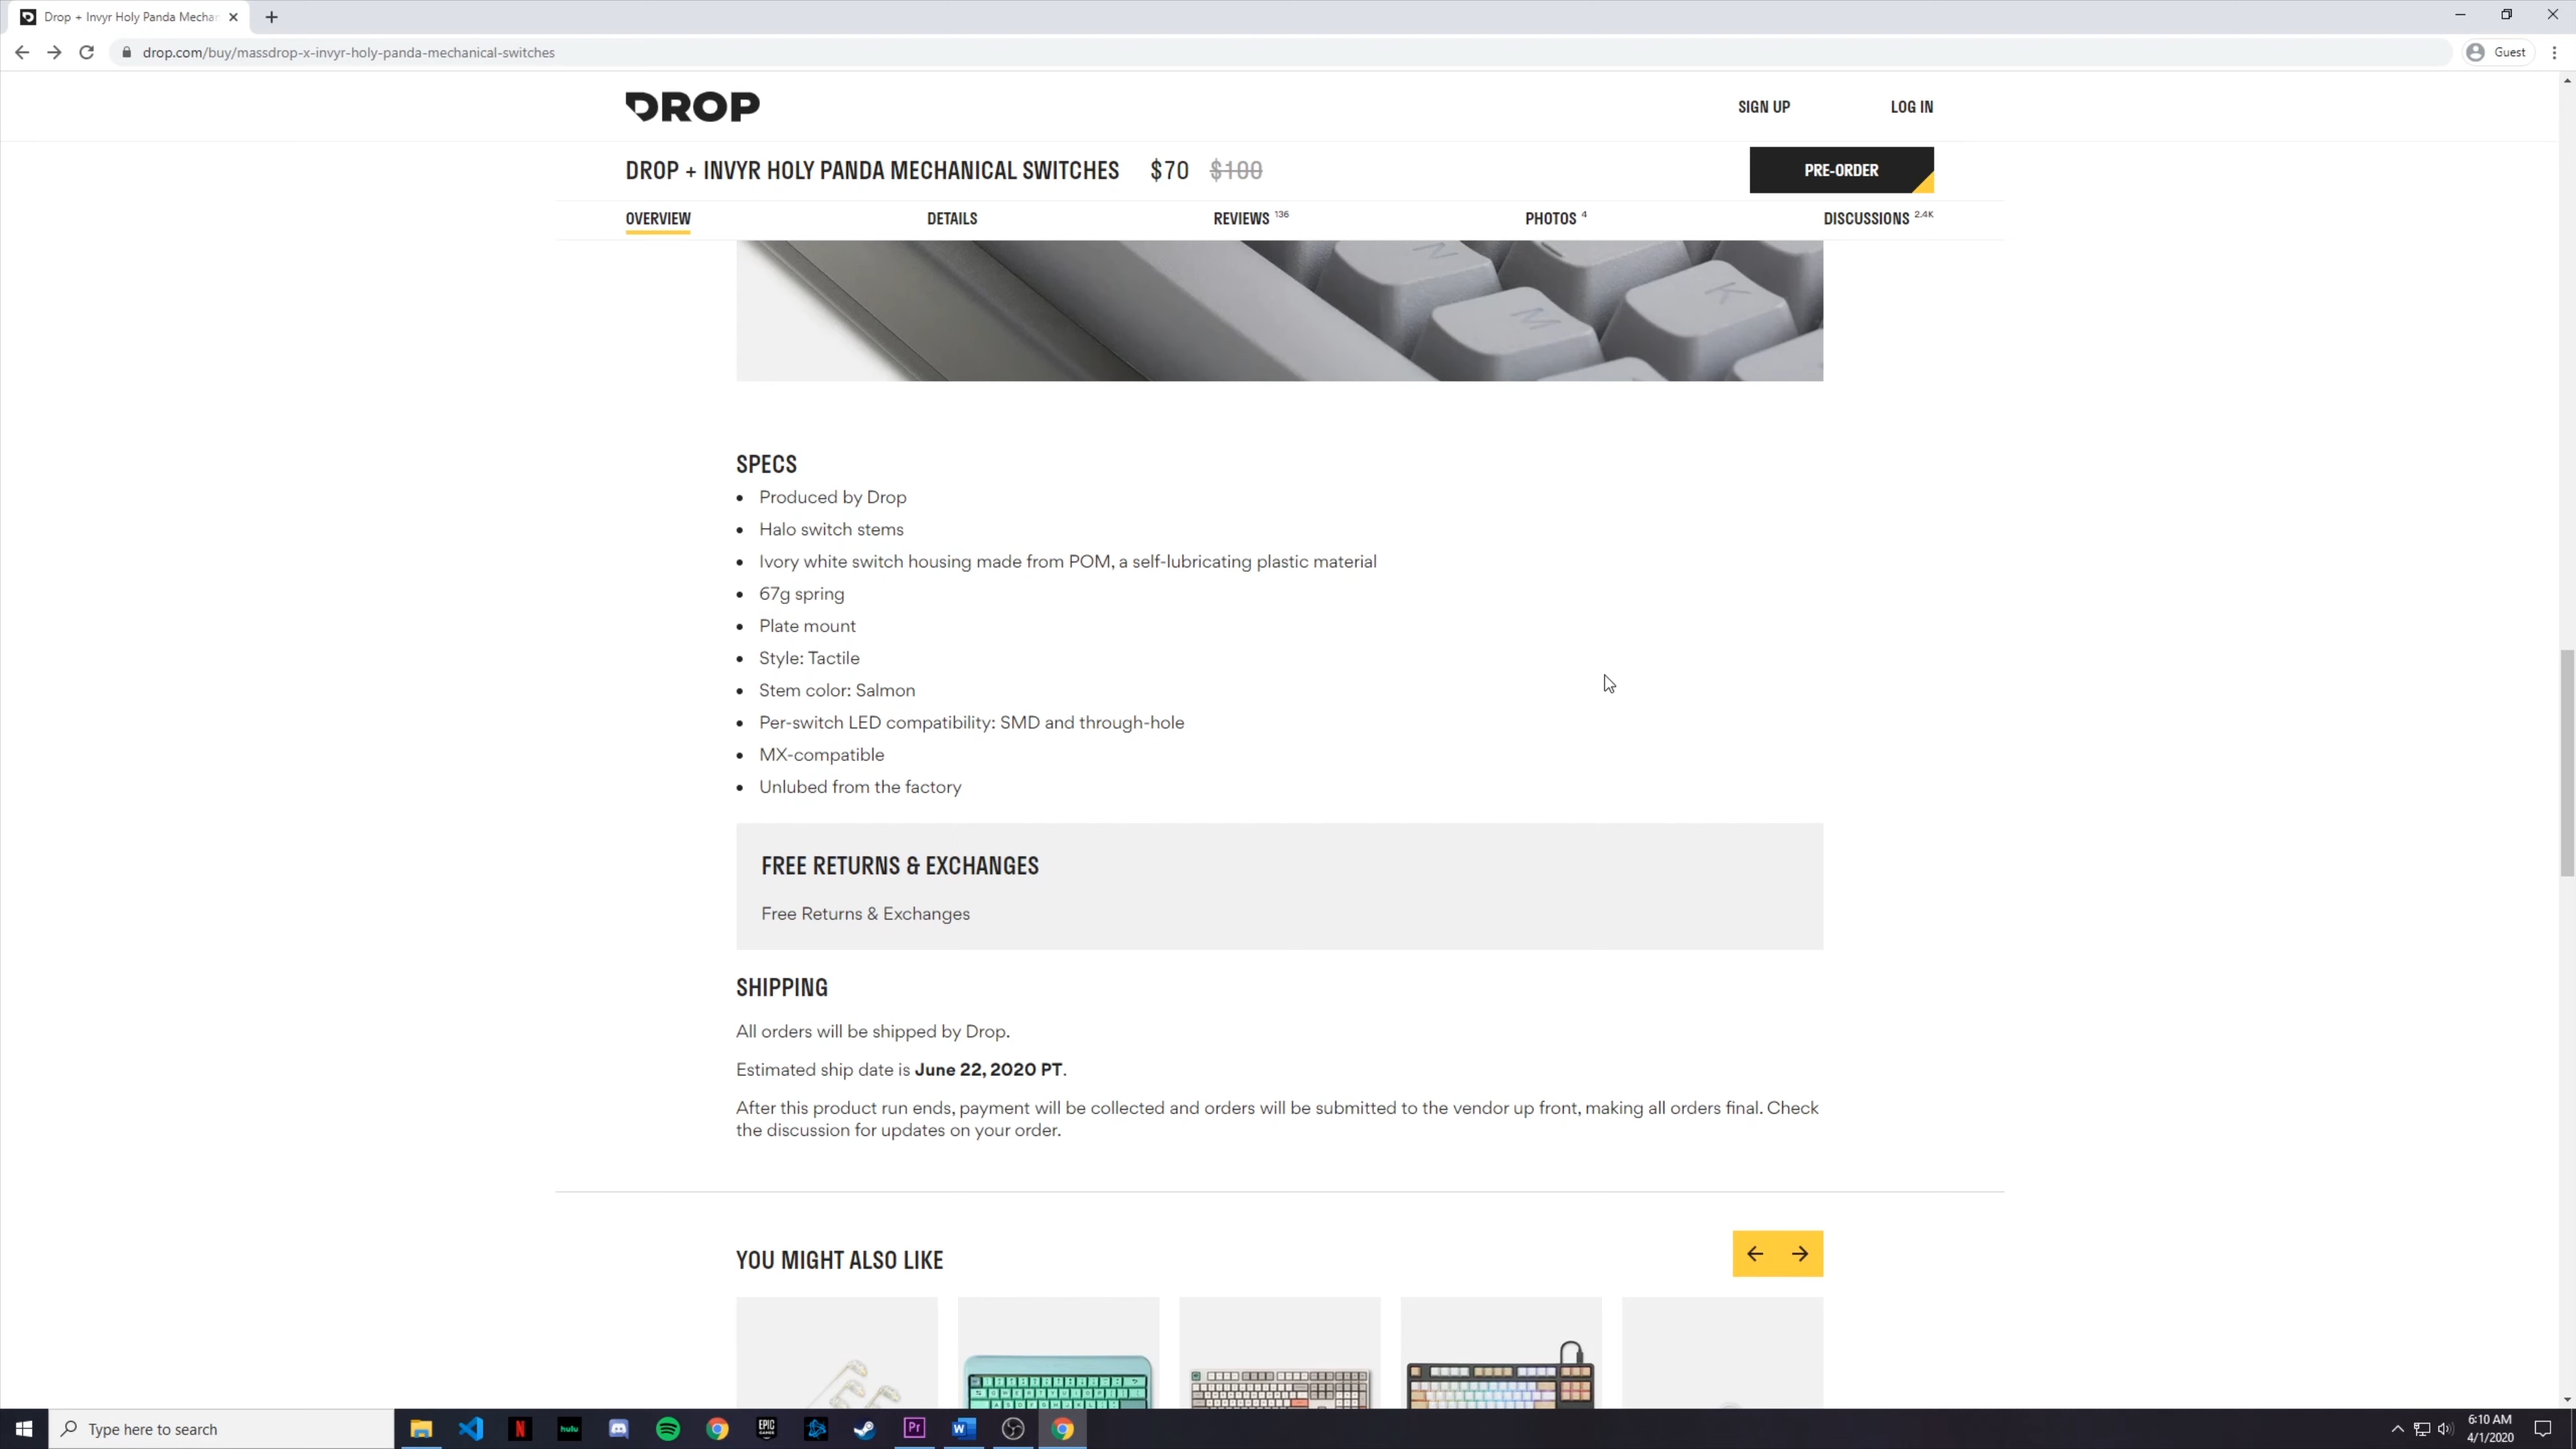 Drop + Invyr Holy Panda Mechan
drop.com/buy/massdrop-x-invyr-holy-panda-mechanical-switches
Guest
DROP
SIGN UP
LOG IN
DROP + INVYR HOLY PANDA MECHANICAL SWITCHES $70 $100
PRE-ORDER
OVERVIEW
DETAILS
REVIEWS 136
PHOTOS 4
DISCUSSIONS 2.4K
N
K
M
SPECS
• Produced by Drop
• Halo switch stems
• Ivory white switch housing made from POM, a self-lubricating plastic material
• 67g spring
• Plate mount
• Style: Tactile
• Stem color: Salmon
• Per-switch LED compatibility: SMD and through-hole
• MX-compatible
• Unlubed from the factory
FREE RETURNS & EXCHANGES
Free Returns & Exchanges
SHIPPING
All orders will be shipped by Drop.
Estimated ship date is June 22, 2020 PT.
After this product run ends, payment will be collected and orders will be submitted to the vendor up front, making all orders final. Check
the discussion for updates on your order.
YOU MIGHT ALSO LIKE
Type here to search
hulu
EPIC GAMES
Pr
W
6:10 AM
4/1/2020